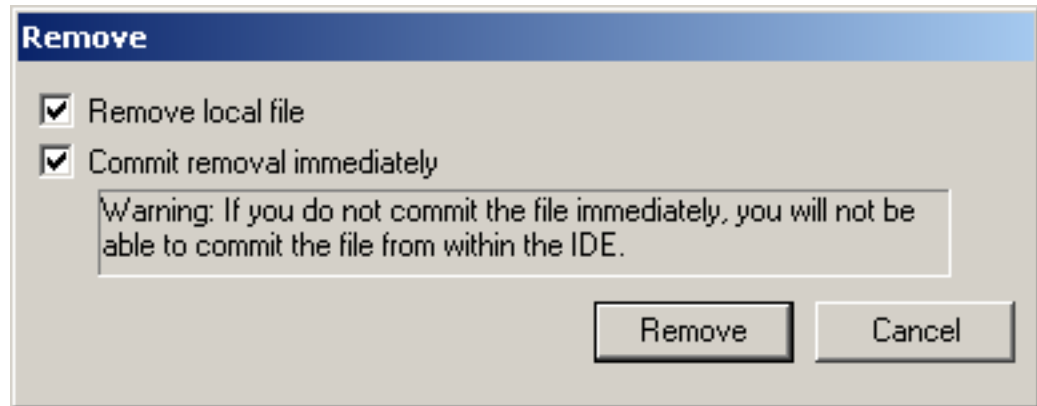 Remove
Remove local file
Commit removal immediately
Warning: If you do not commit the file immediately, you will not be
able to commit the file from within the IDE.
Remove Cancel